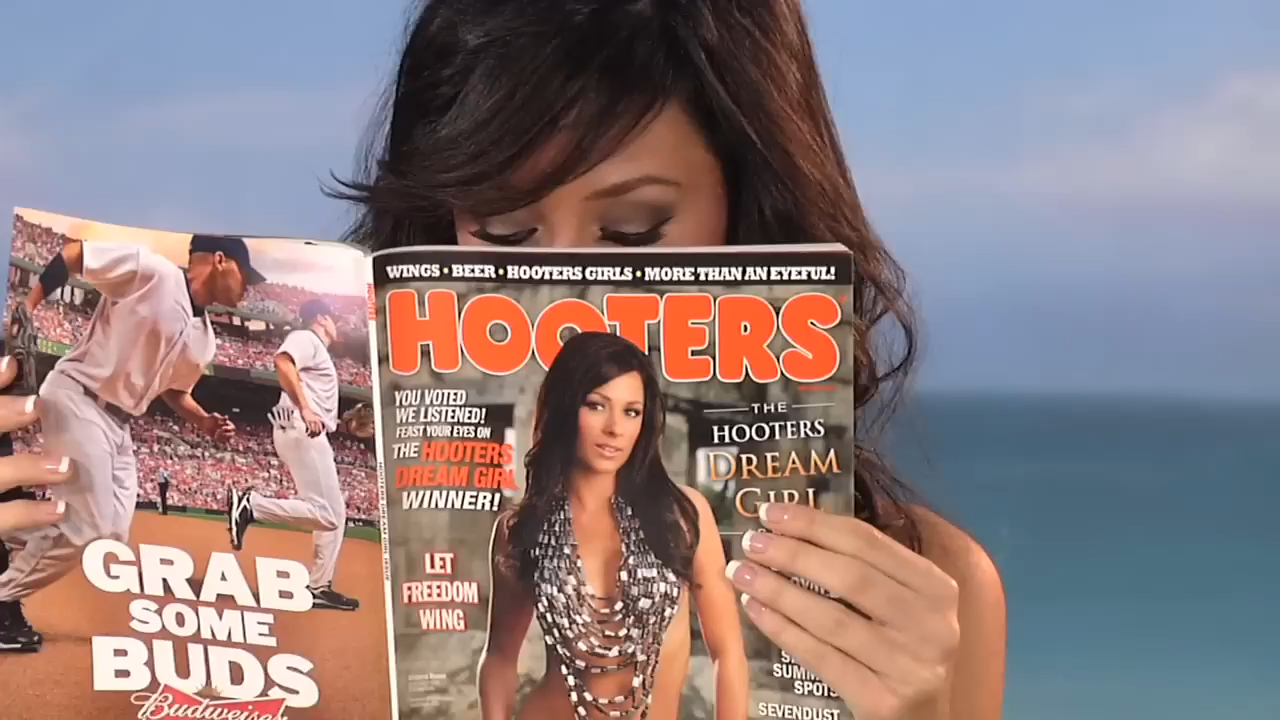 WINGS • BEER • HOOTERS GIRLS • MORE THAN AN EYEFUL!
HOOTERS
YOU VOTED
WE LISTENED!
FEAST YOUR EYES ON
THE HOOTERS
DREAM GIRL
WINNER!
LET
FREEDOM
WING
THE
HOOTERS
DREAM
GIRL
SUMM
SPOTS
SEVENDUST
GRAB
SOME
BUDS
Budweiser